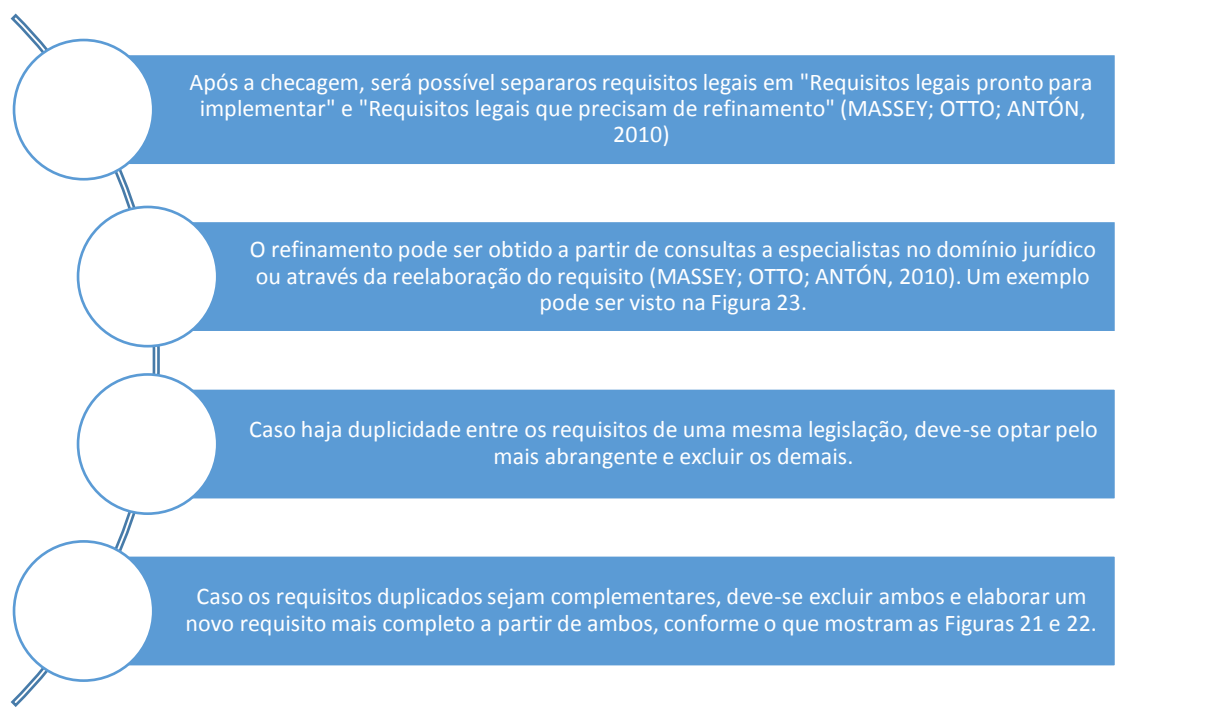 Após a checagem, será possível separaros requisitos legais em "Requisitos legais pronto para
implementar" e "Requisitos legais que precisam de refinamento" (MASSEY; OTTO; ANTÓN,
2010)
O refinamento pode ser obtido a partir de consultas a especialistas no domínio jurídico
ou através da reelaboração do requisito (MASSEY; OTTO; ANTÓN, 2010). Um exemplo
pode ser visto na Figura 23.
Caso haja duplicidade entre os requisitos de uma mesma legislação, deve-se optar pelo
mais abrangente e excluir os demais.
Caso os requisitos duplicados sejam complementares, deve-se excluir ambos e elaborar um
novo requisito mais completo a partir de ambos, conforme o que mostram as Figuras 21 e 22.